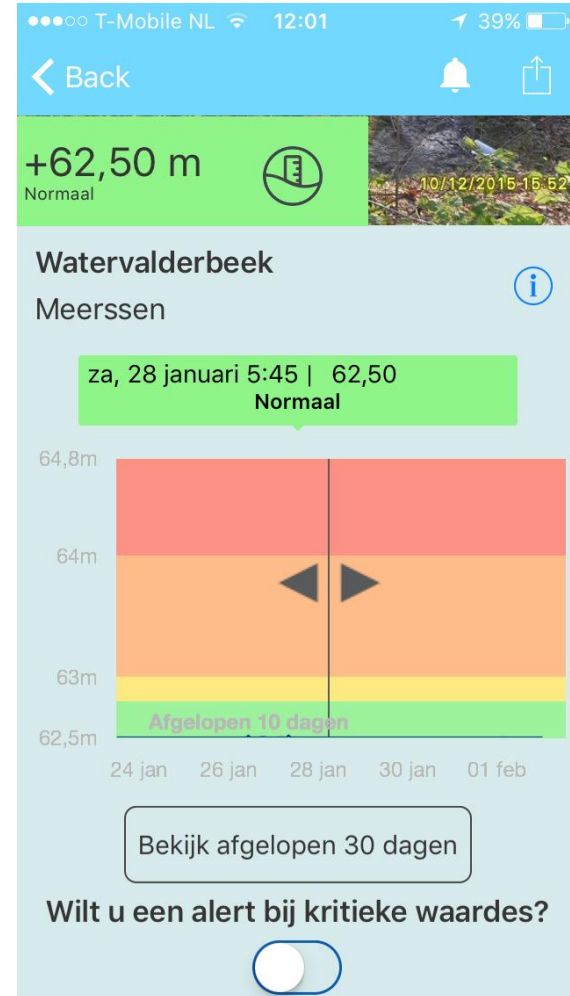 T-Mobile NL 12:01 39%
Back
+62,50 m
Normaal
10/12/2015 15:52
Watervalderbeek
i
Meerssen
za, 28 januari 5:45 | 62,50
Normaal
64,8m
64m
63m
Afgelopen 10 dagen
62,5m
24 jan 26 jan 28 jan 30 jan 01 feb
Bekijk afgelopen 30 dagen
Wilt u een alert bij kritieke waardes?